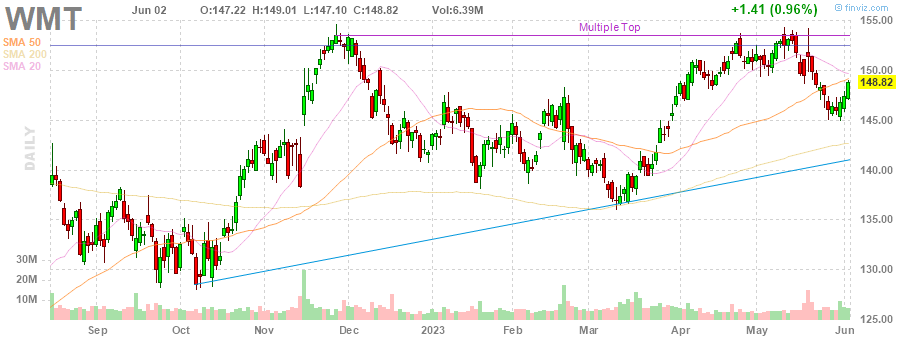 WMT
Jun 02
O:147.22 H:149.01 L:147.10 C:148.82
Vol:6.39M
+1.41 (0.96%)
© finviz.com
SMA 50
SMA 200
SMA 20
Multiple Top
DAILY
155.00
150.00
148.82
145.00
140.00
135.00
130.00
125.00
30M
20M
10M
Sep Oct Nov Dec 2023 Feb Mar Apr May Jun